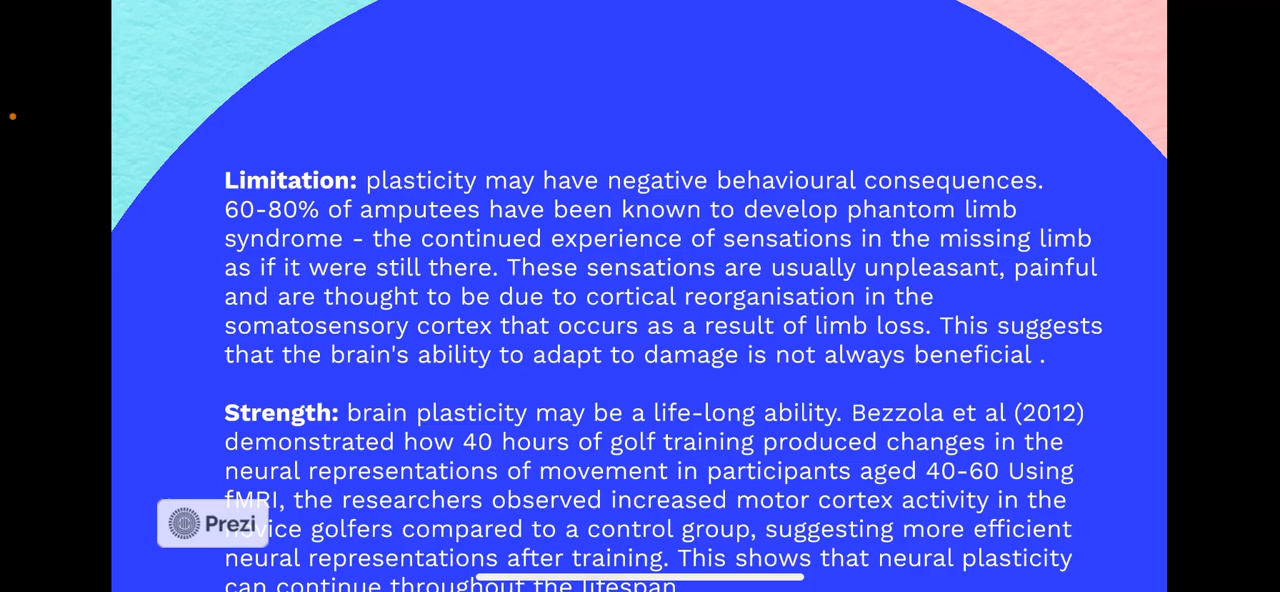 Limitation: plasticity may have negative behavioural consequences.
60-80% of amputees have been known to develop phantom limb
syndrome - the continued experience of sensations in the missing limb
as if it were still there. These sensations are usually unpleasant, painful
and are thought to be due to cortical reorganisation in the
somatosensory cortex that occurs as a result of limb loss. This suggests
that the brain's ability to adapt to damage is not always beneficial .
Strength: brain plasticity may be a life-long ability. Bezzola et al (2012)
demonstrated how 40 hours of golf training produced changes in the
neural representations of movement in participants aged 40-60 Using
fMRI, the researchers observed increased motor cortex activity in the
novice golfers compared to a control group, suggesting more efficient
Prezi
neural representations after training. This shows that neural plasticity
can continue throughout the lifespan